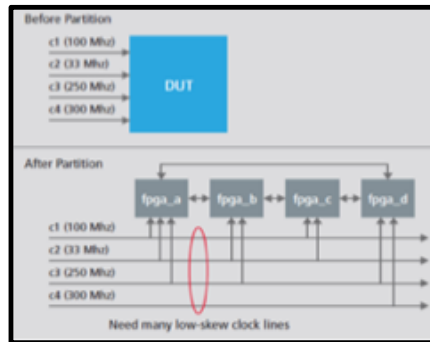 Before Partition
c1 (100 Mhz)
c2 (33 Mhz)
c3 (250 Mhz)
c4 (300 Mhz)
DUT
After Partition
fpga_a fpga_b fpga_c fpga_d
c1 (100 Mhz)
c2 (33 Mhz)
c3 (250 Mhz)
c4 (300 Mhz)
Need many low-skew clock lines